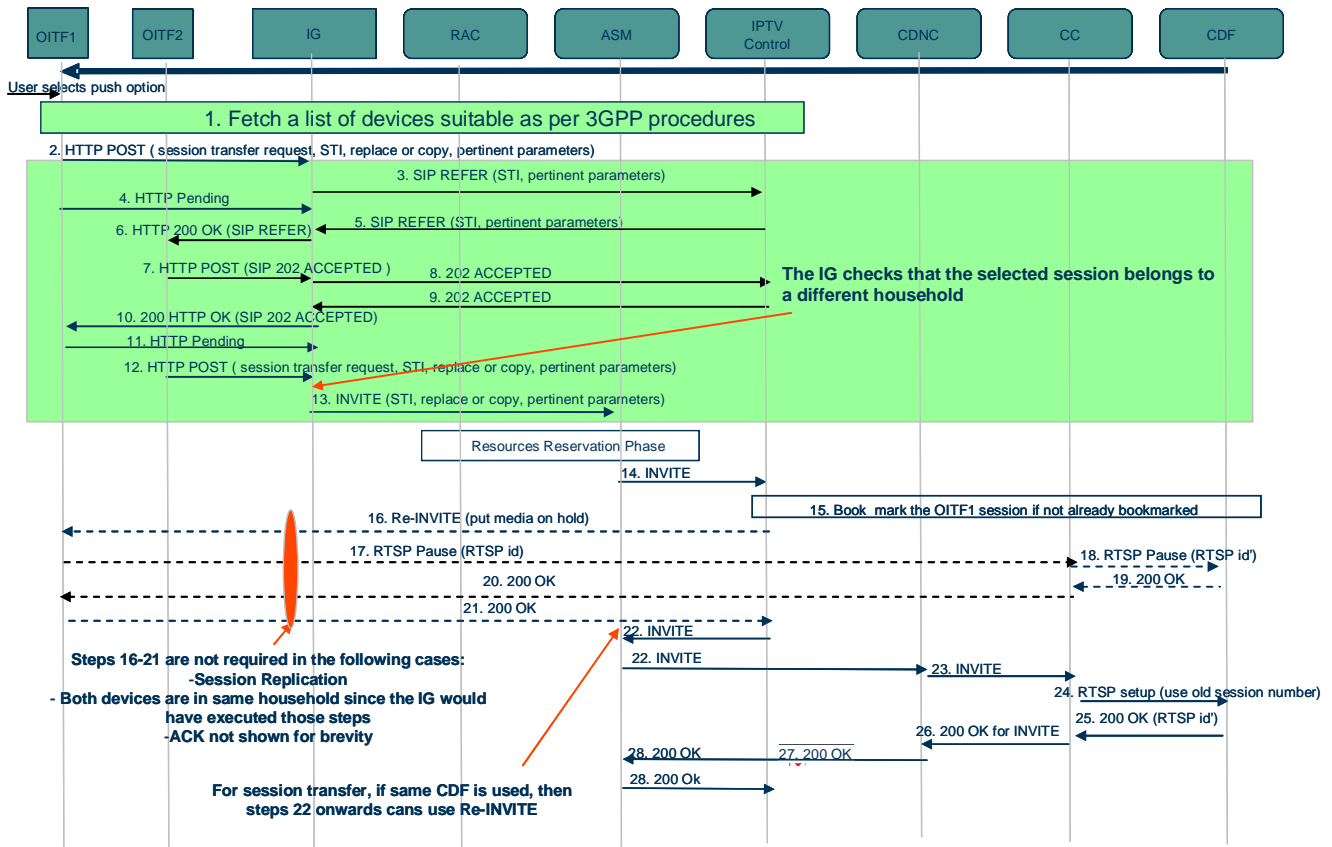 OITF1
OITF2
IG
RAC
ASM
IPTV
Control
CDNC
CC
CDF
User selects push option
1. Fetch a list of devices suitable as per 3GPP procedures
2. HTTP POST ( session transfer request, STI, replace or copy, pertinent parameters)
3. SIP REFER (STI, pertinent parameters)
4. HTTP Pending
5. SIP REFER (STI, pertinent parameters)
6. HTTP 200 OK (SIP REFER)
7. HTTP POST (SIP 202 ACCEPTED )
8. 202 ACCEPTED
The IG checks that the selected session belongs to
a different household
9. 202 ACCEPTED
10. 200 HTTP OK (SIP 202 ACCEPTED)
11. HTTP Pending
12. HTTP POST ( session transfer request, STI, replace or copy, pertinent parameters)
13. INVITE (STI, replace or copy, pertinent parameters)
Resources Reservation Phase
14. INVITE
15. Book mark the OITF1 session if not already bookmarked
16. Re-INVITE (put media on hold)
17. RTSP Pause (RTSP id)
18. RTSP Pause (RTSP id')
19. 200 OK
20. 200 OK
21. 200 OK
22. INVITE
22. INVITE
23. INVITE
Steps 16-21 are not required in the following cases:
-Session Replication
- Both devices are in same household since the IG would
have executed those steps
-ACK not shown for brevity
24. RTSP setup (use old session number)
25. 200 OK (RTSP id')
26. 200 OK for INVITE
27. 200 OK
28. 200 OK
28. 200 Ok
For session transfer, if same CDF is used, then
steps 22 onwards cans use Re-INVITE